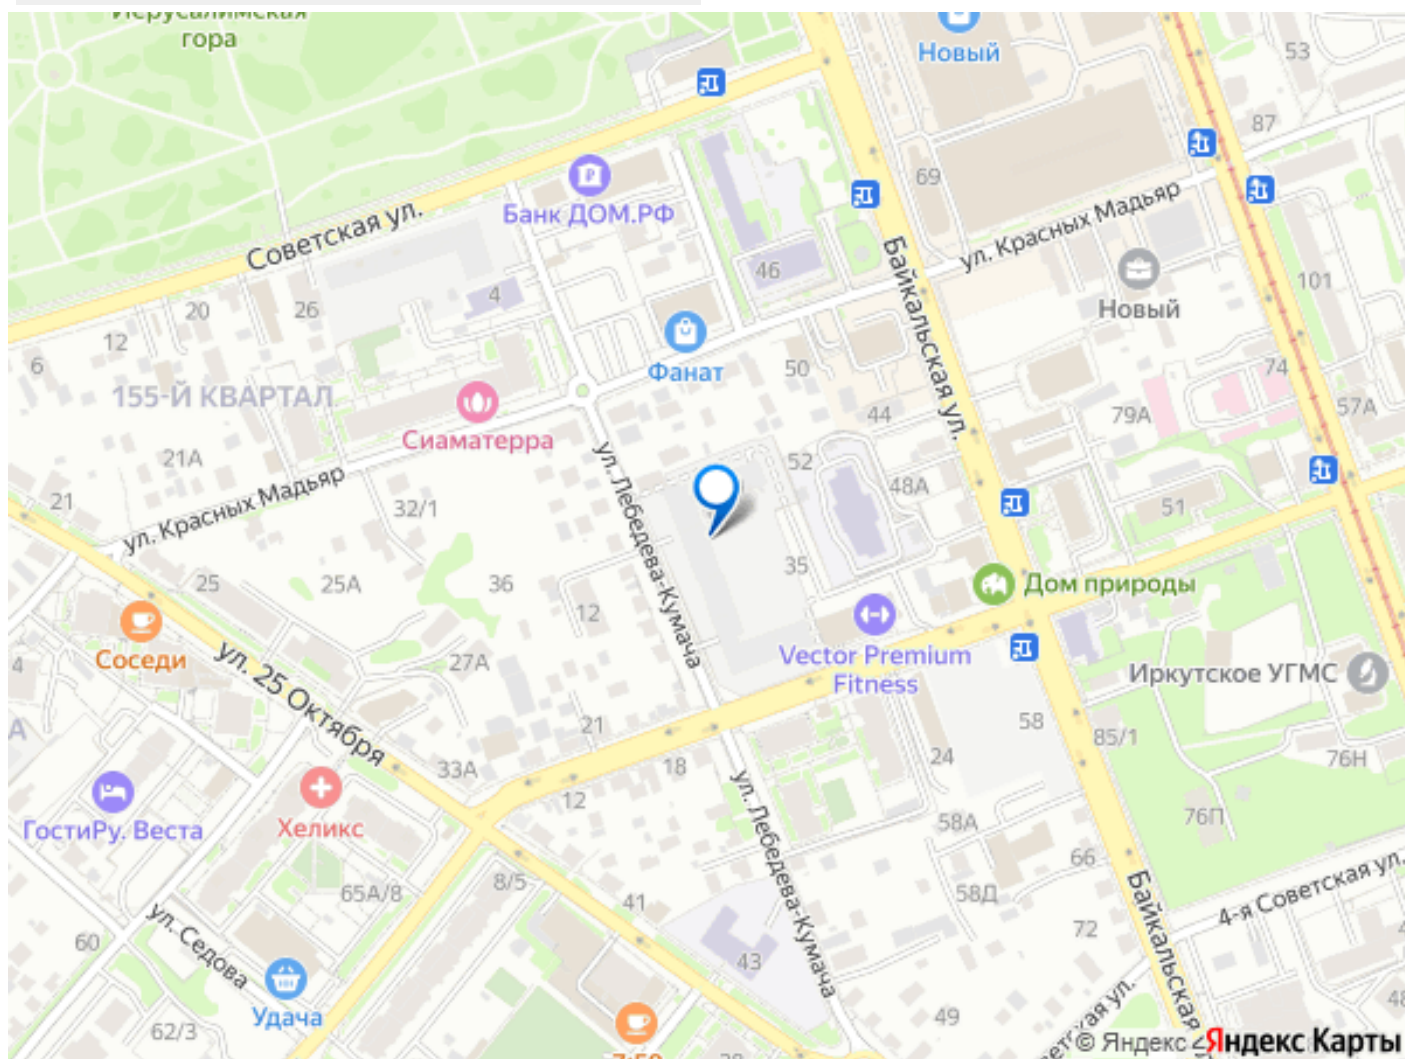 Иерусалимская
гора
Новый
53
87
69
Банк ДОМ.РФ
Советская ул.
ул. Красных Мадьяр
Байкальская ул.
46
4
26
20
12
6
Новый
101
Фанат
50
74
57А
155-Й КВАРТАЛ
Сиаматерра
44
79А
21А
52
48А
51
21
ул. Красных Мадьяр
32/1
ул. Лебедева-Кумача
25
25А
36
12
35
Дом природы
Соседи
4
ул. 25 Октября
27А
Vector Premium
Fitness
Иркутское УГМС
А
21
58
85/1
76Н
33А
18
24
12
ул. Лебедева-Кумача
ГостиРу. Веста
Хеликс
58А
76П
66
65А/8
8/5
41
58Д
Байкальская
4-я Советская ул.
ул. Седова
60
72
43
Удача
62/3
49
7:50
© Яндекс
Яндекс Карты